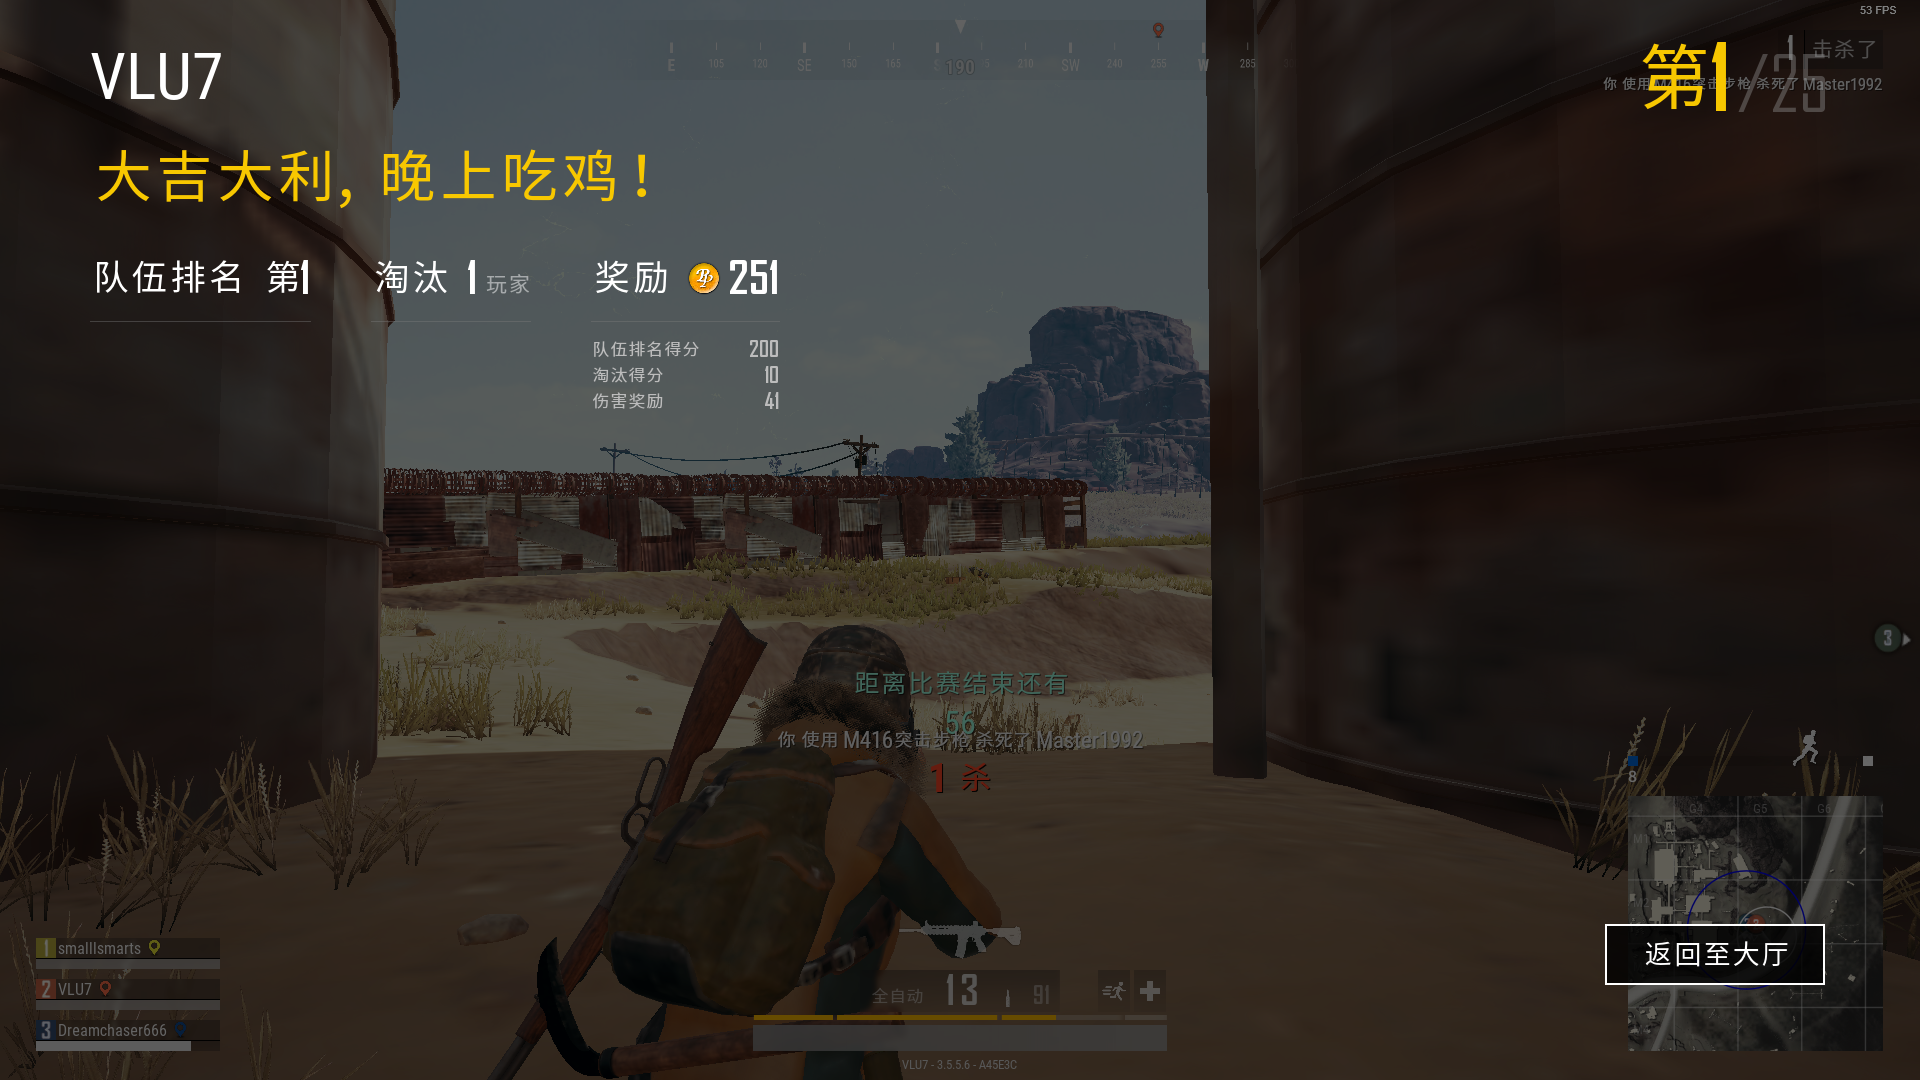 53 FPS
VLU7
第1/25
1 击杀了
你 使用 M416突击步枪 杀死了 Master1992
E 105 120 SE 150 165 S 190 210 SW 240 255 W 285
大吉大利, 晚上吃鸡!
队伍排名 第1
淘汰 1 玩家
奖励 251
队伍排名得分 200
淘汰得分 10
伤害奖励 41
3
距离比赛结束还有
56
你 使用 M416突击步枪 杀死了 Master1992
1 杀
8
G4 G5 G6
返回至大厅
1 smalllsmarts
2 VLU7
3 Dreamchaser666
全自动 13 91
VLU7 - 3.5.5.6 - A45E3C